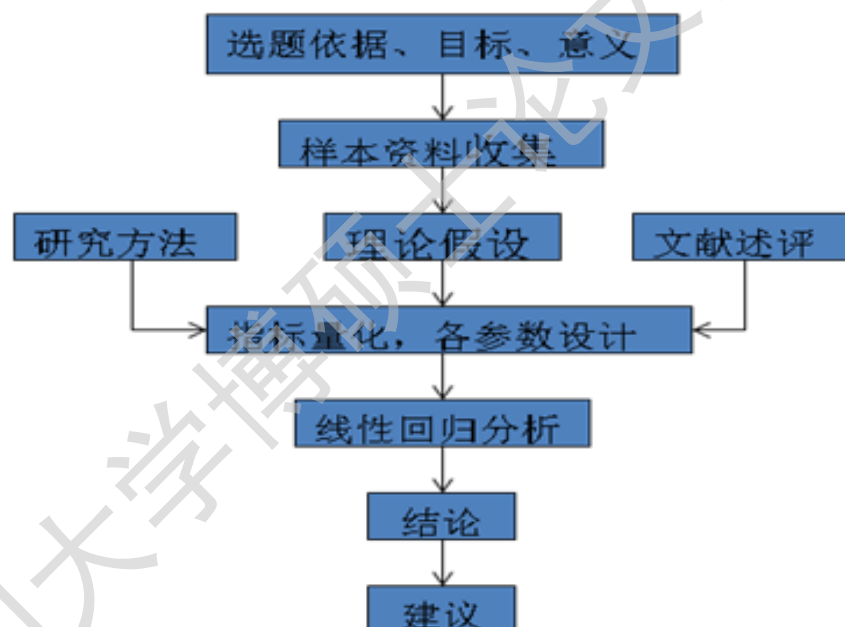 选题依据、目标、意义
样本资料收集
研究方法
理论假设
文献述评
指标量化，各参数设计
线性回归分析
结论
建议
大学博硕士论文